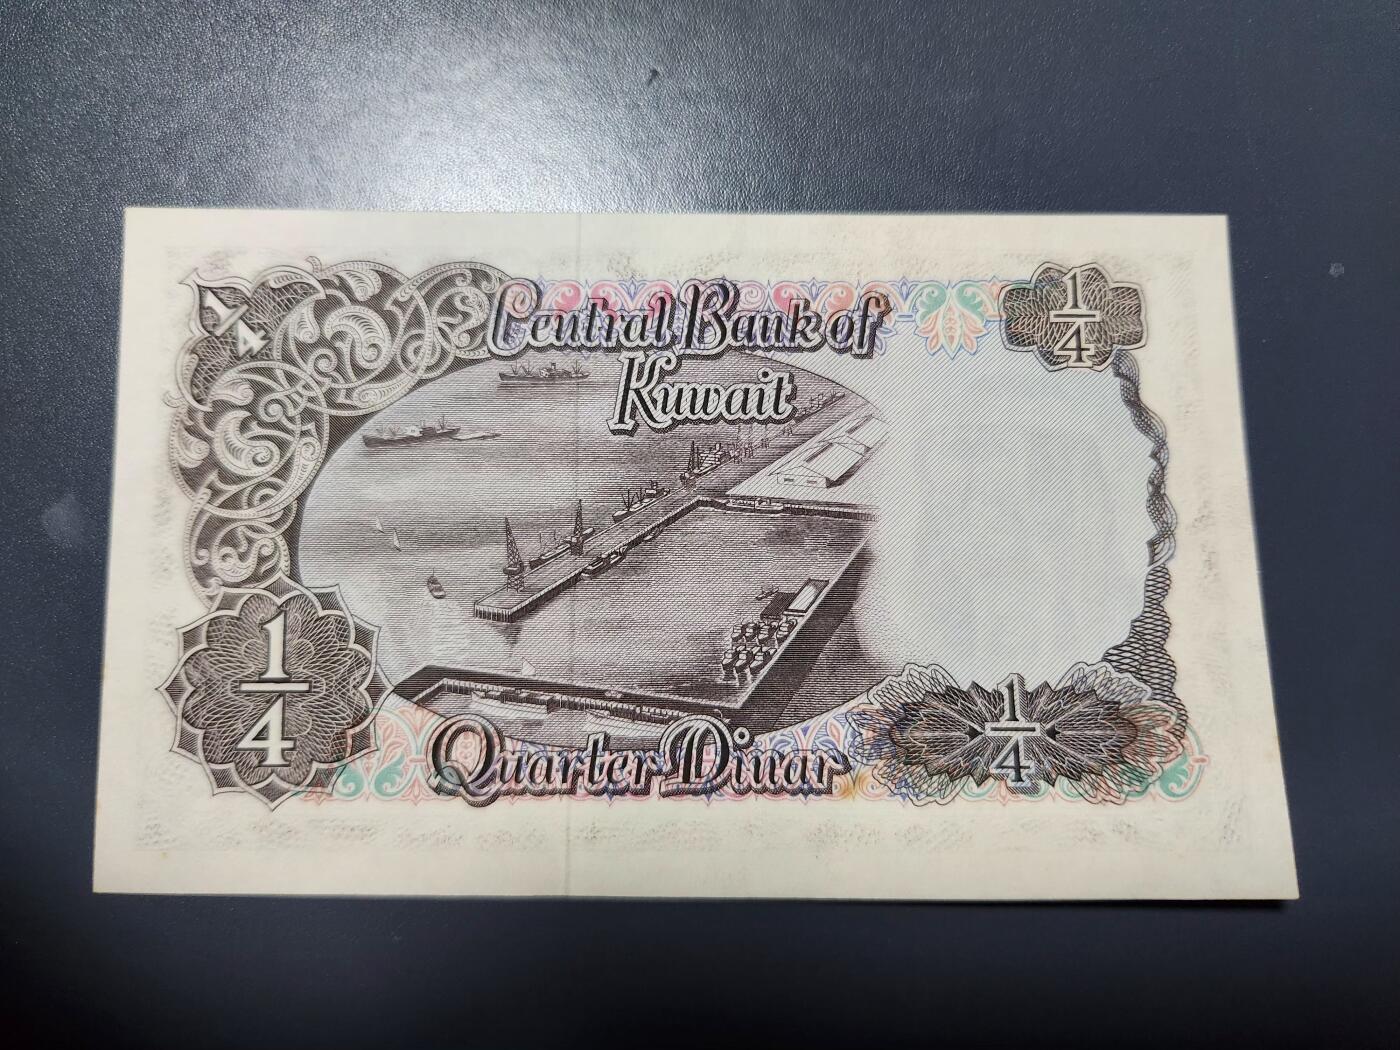 1/4
Central Bank of
1/4
Kuwait
1/4
Quarter Dinar
1/4